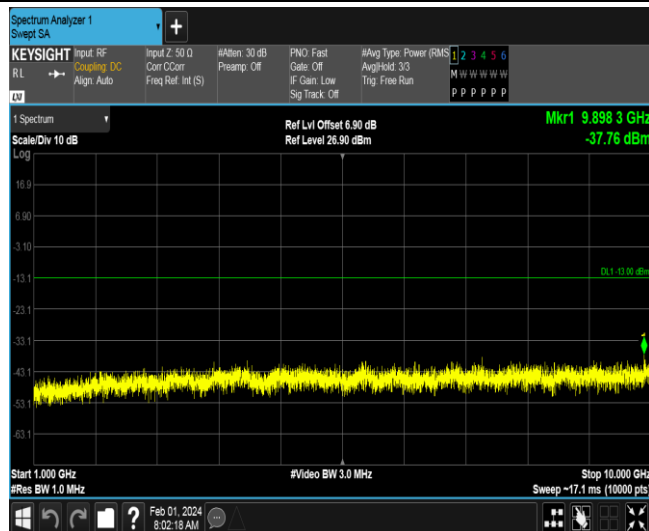 Spectrum Analyzer 1
Swept SA
+
KEYSIGHT
RL
Input: RF
Coupling: DC
Align: Auto
Input Z: 50 Ω
Corr CCorr
Freq Ref: Int (S)
#Atten: 30 dB
Preamp: Off
PNO: Fast
Gate: Off
IF Gain: Low
Sig Track: Off
#Avg Type: Power (RMS
Avg|Hold: 3/3
Trig: Free Run
1 2 3 4 5 6
M W W W W W
P P P P P P
1 Spectrum
Scale/Div 10 dB
Log
Ref Lvl Offset 6.90 dB
Ref Level 26.90 dBm
Mkr1 9.898 3 GHz
-37.76 dBm
16.9
6.90
-3.10
-13.1
DL1 -13.00 dBm
-23.1
-33.1
-43.1
-53.1
-63.1
Start 1.000 GHz
#Res BW 1.0 MHz
#Video BW 3.0 MHz
Stop 10.000 GHz
Sweep ~17.1 ms (10000 pts)
?
Feb 01, 2024
8:02:18 AM